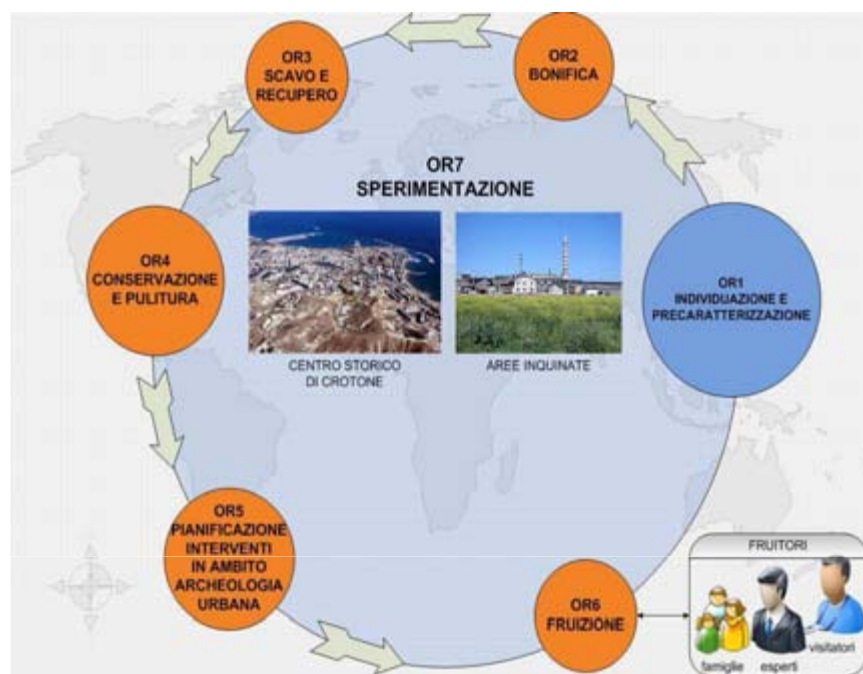 OR3
SCAVO E
RECUPERO
OR2
BONIFICA
OR7
SPERIMENTAZIONE
OR4
CONSERVAZIONE
E PULITURA
OR1
INDIVIDUAZIONE E
PRECARATTERIZZAZIONE
CENTRO STORICO
DI CROTONE
AREE INQUINATE
OR5
PIANIFICAZIONE
INTERVENTI
IN AMBITO
ARCHEOLOGIA
URBANA
OR6
FRUIZIONE
FRUITORI
famiglie
esperti
visitatori